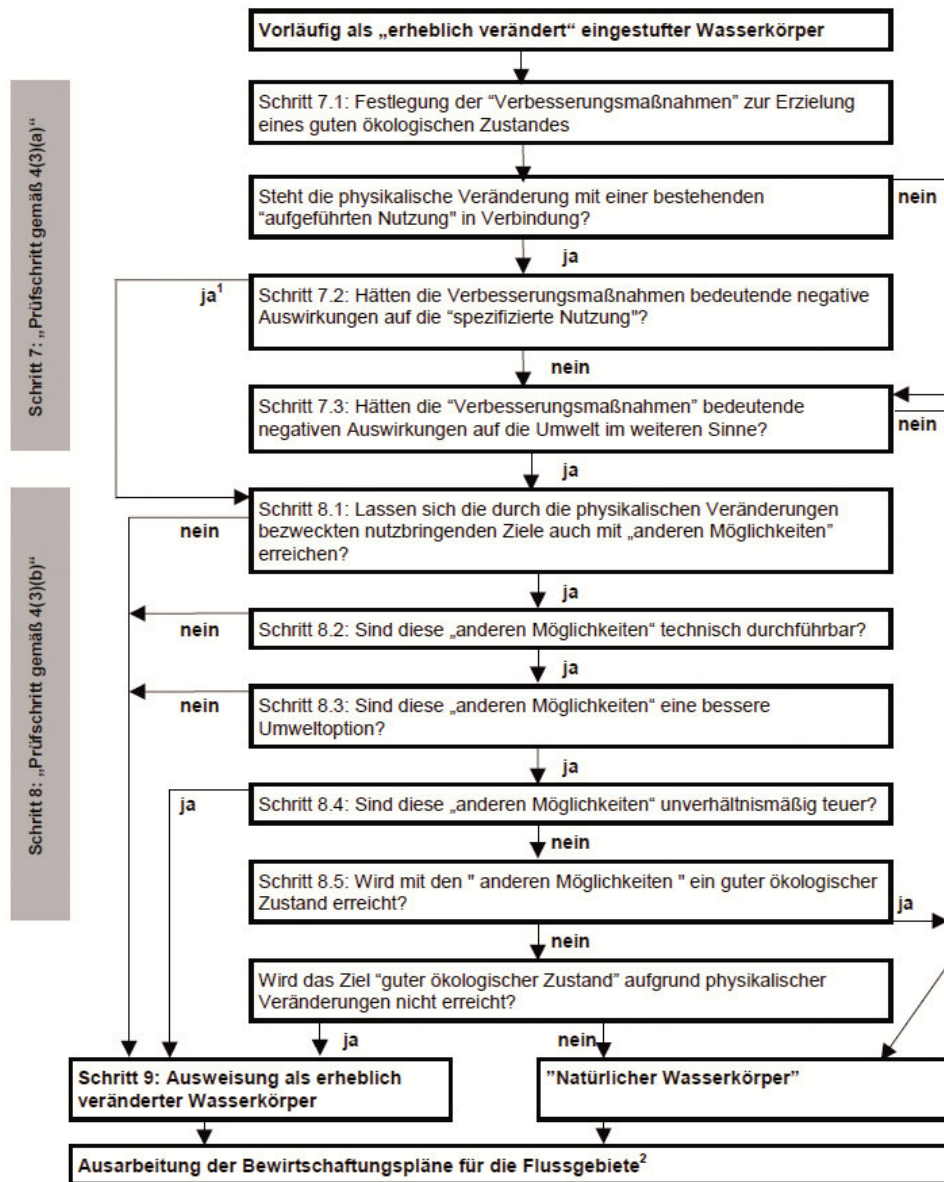 Vorläufig als „erheblich verändert“ eingestufter Wasserkörper
Schritt 7: „Prüfschritt gemäß 4(3)(a)“
Schritt 7.1: Festlegung der “Verbesserungsmaßnahmen” zur Erzielung
eines guten ökologischen Zustandes
Steht die physikalische Veränderung mit einer bestehenden
“aufgeführten Nutzung" in Verbindung?
nein
ja
ja¹
Schritt 7.2: Hätten die Verbesserungsmaßnahmen bedeutende negative
Auswirkungen auf die “spezifizierte Nutzung"?
nein
Schritt 7.3: Hätten die “Verbesserungsmaßnahmen” bedeutende
negativen Auswirkungen auf die Umwelt im weiteren Sinne?
nein
ja
Schritt 8: „Prüfschritt gemäß 4(3)(b)“
Schritt 8.1: Lassen sich die durch die physikalischen Veränderungen
bezweckten nutzbringenden Ziele auch mit „anderen Möglichkeiten”
erreichen?
nein
ja
Schritt 8.2: Sind diese „anderen Möglichkeiten“ technisch durchführbar?
nein
ja
Schritt 8.3: Sind diese „anderen Möglichkeiten“ eine bessere
Umweltoption?
nein
ja
Schritt 8.4: Sind diese „anderen Möglichkeiten“ unverhältnismäßig teuer?
ja
nein
Schritt 8.5: Wird mit den " anderen Möglichkeiten " ein guter ökologischer
Zustand erreicht?
ja
nein
Wird das Ziel “guter ökologischer Zustand” aufgrund physikalischer
Veränderungen nicht erreicht?
ja
nein
Schritt 9: Ausweisung als erheblich
veränderter Wasserkörper
”Natürlicher Wasserkörper”
Ausarbeitung der Bewirtschaftungspläne für die Flussgebiete²